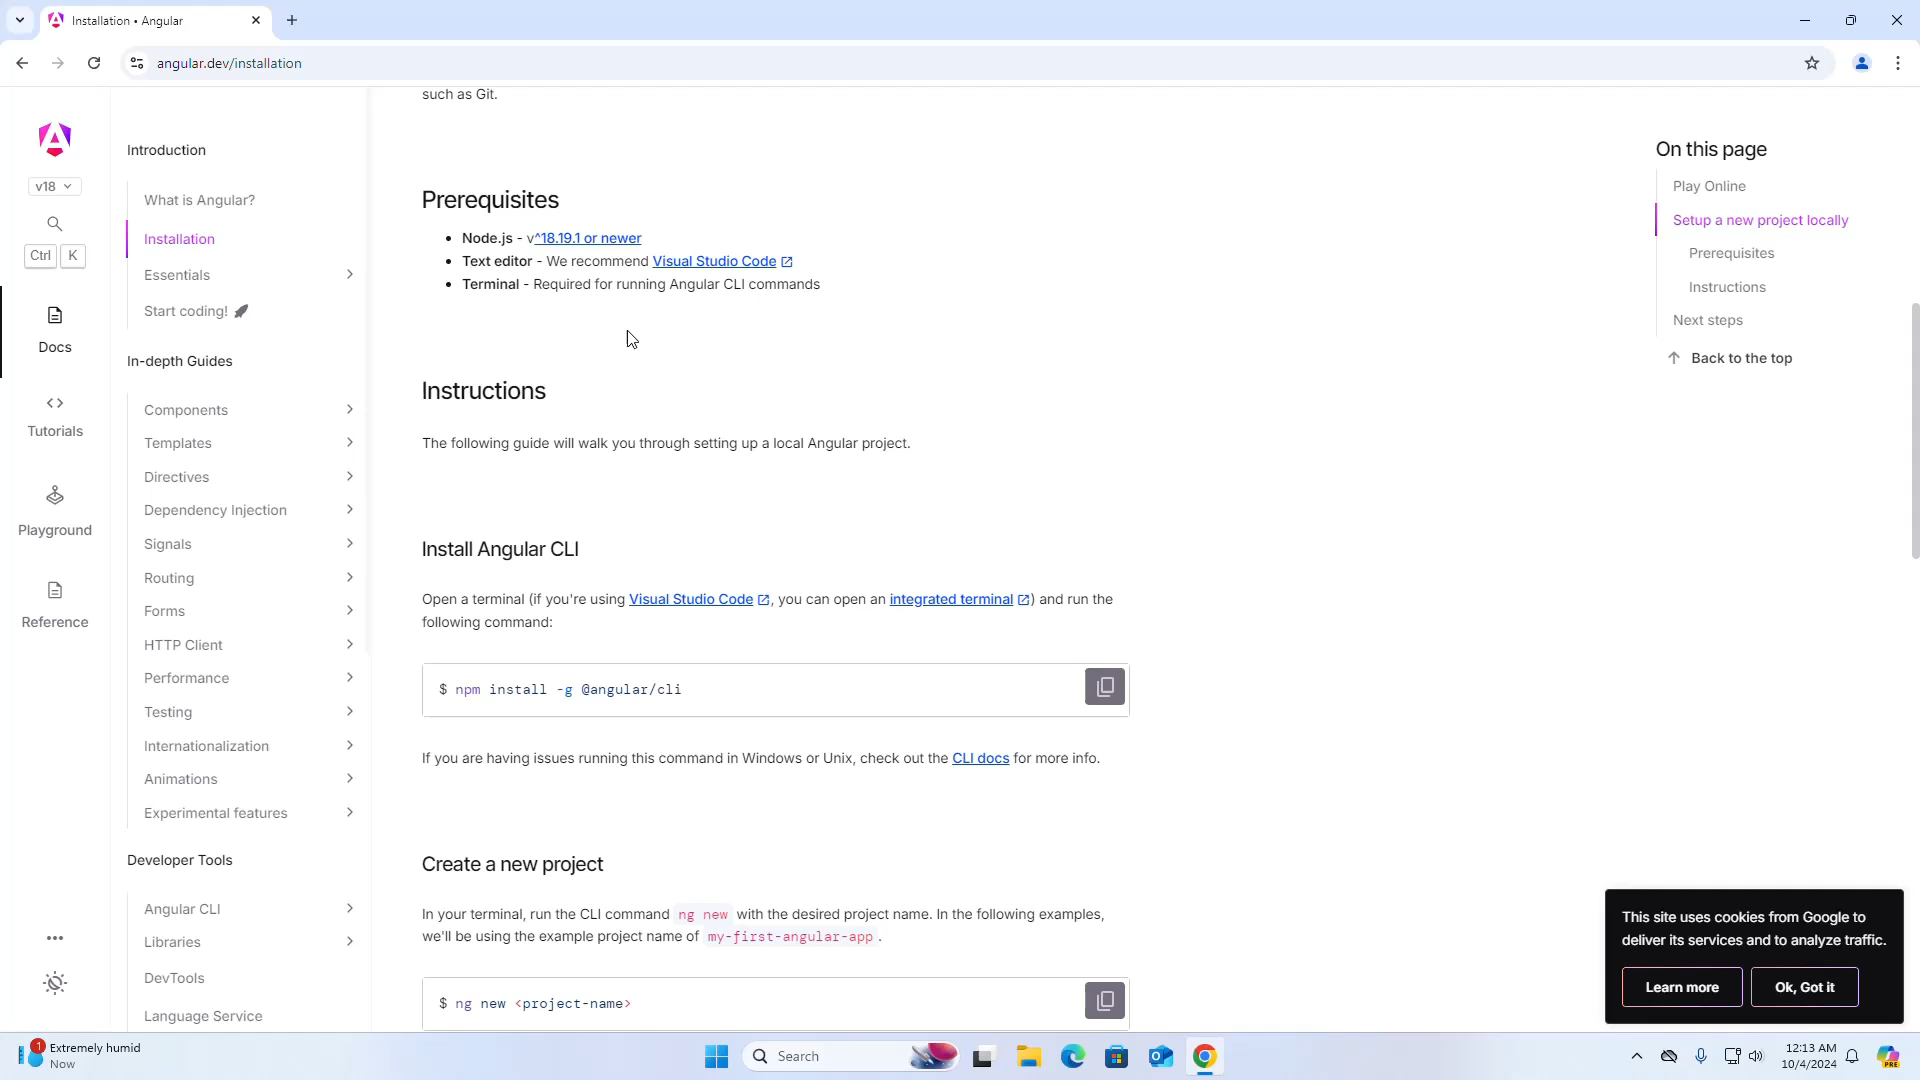 Installation • Angular
angular.dev/installation
v18
Ctrl K
Docs
Tutorials
Playground
Reference
Introduction
What is Angular?
Installation
Essentials
Start coding!
In-depth Guides
Components
Templates
Directives
Dependency Injection
Signals
Routing
Forms
HTTP Client
Performance
Testing
Internationalization
Animations
Experimental features
Developer Tools
Angular CLI
Libraries
DevTools
Language Service
such as Git.
Prerequisites
• Node.js - v^18.19.1 or newer
• Text editor - We recommend Visual Studio Code
• Terminal - Required for running Angular CLI commands
Instructions
The following guide will walk you through setting up a local Angular project.
Install Angular CLI
Open a terminal (if you're using Visual Studio Code , you can open an integrated terminal ) and run the
following command:
$ npm install -g @angular/cli
If you are having issues running this command in Windows or Unix, check out the CLI docs for more info.
Create a new project
In your terminal, run the CLI command ng new with the desired project name. In the following examples,
we'll be using the example project name of my-first-angular-app .
$ ng new <project-name>
On this page
Play Online
Setup a new project locally
Prerequisites
Instructions
Next steps
Back to the top
This site uses cookies from Google to
deliver its services and to analyze traffic.
Learn more
Ok, Got it
1
Extremely humid
Now
Search
12:13 AM
10/4/2024
PRE